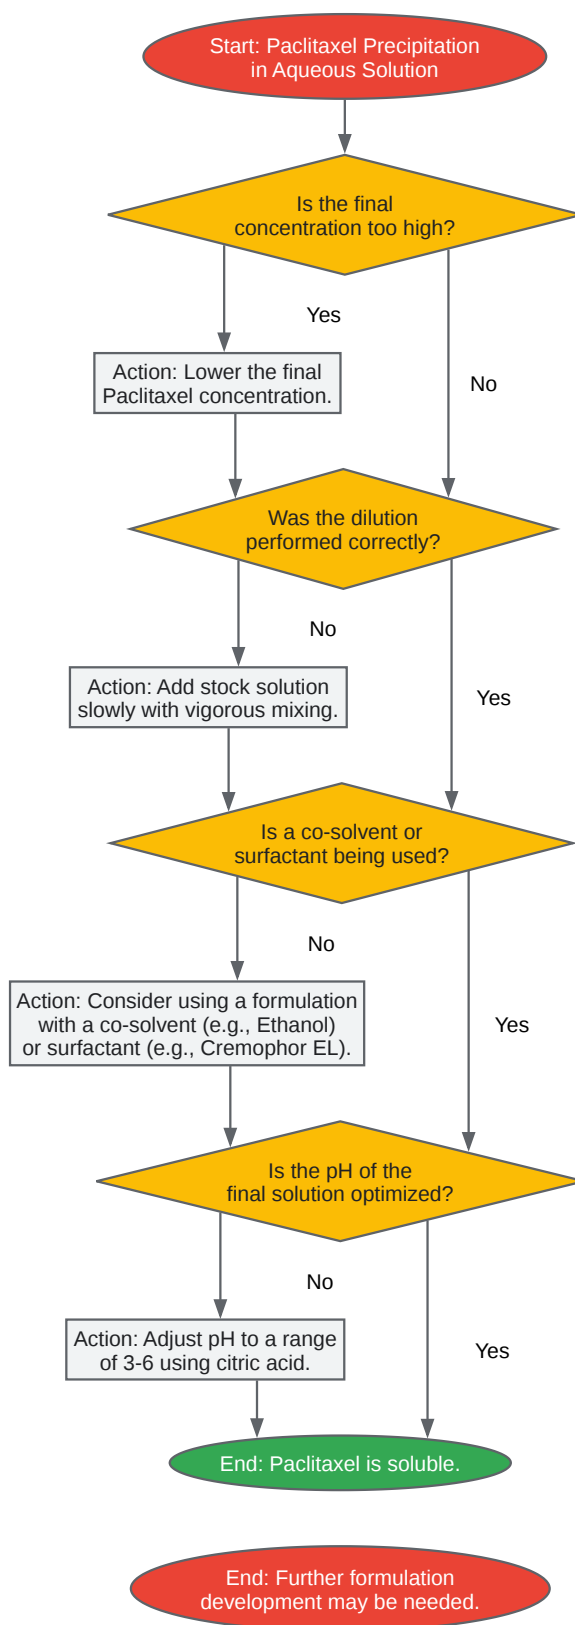 Start: Paclitaxel Precipitation
in Aqueous Solution
Is the final
concentration too high?
Yes
Action: Lower the final
Paclitaxel concentration.
No
Was the dilution
performed correctly?
No
Action: Add stock solution
slowly with vigorous mixing.
Yes
Is a co-solvent or
surfactant being used?
No
Action: Consider using a formulation
with a co-solvent (e.g., Ethanol)
or surfactant (e.g., Cremophor EL).
Yes
Is the pH of the
final solution optimized?
No
Action: Adjust pH to a range
of 3-6 using citric acid.
Yes
End: Paclitaxel is soluble.
End: Further formulation
development may be needed.